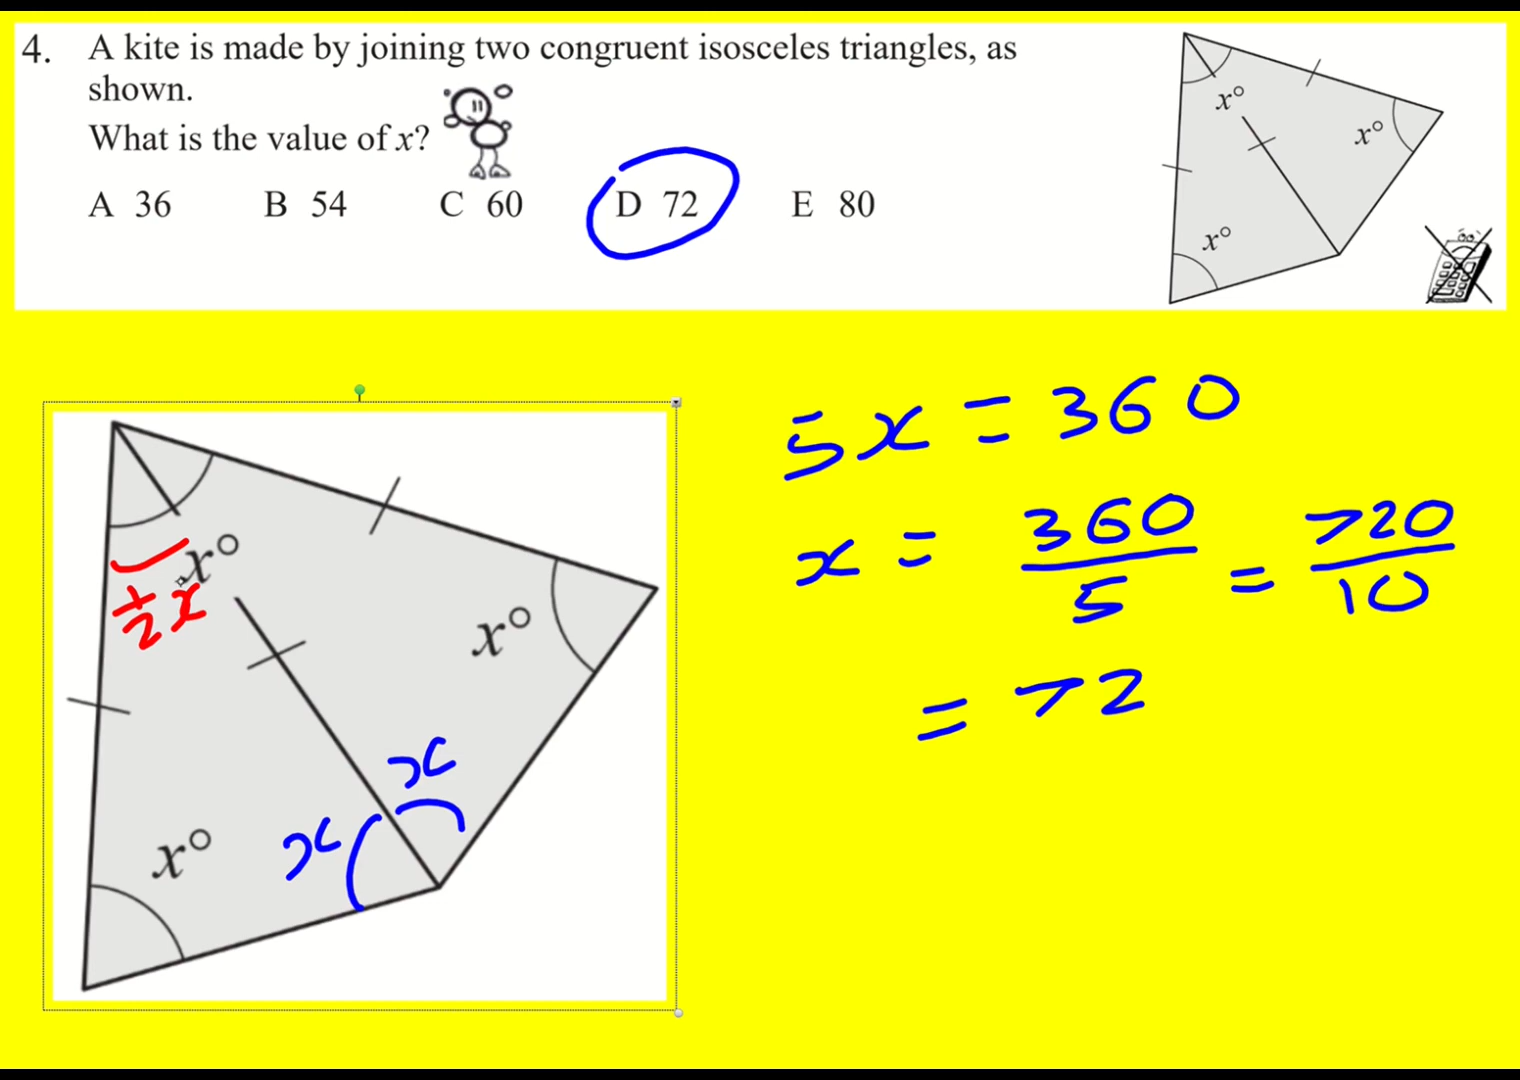 4. A kite is made by joining two congruent isosceles triangles, as
shown.
What is the value of x?
A 36 B 54 C 60 D 72 E 80
x°
x°
x°
5x = 360
x = 360/5 = 720/10
= 72
x°
1/2 x
x°
x
x
x°